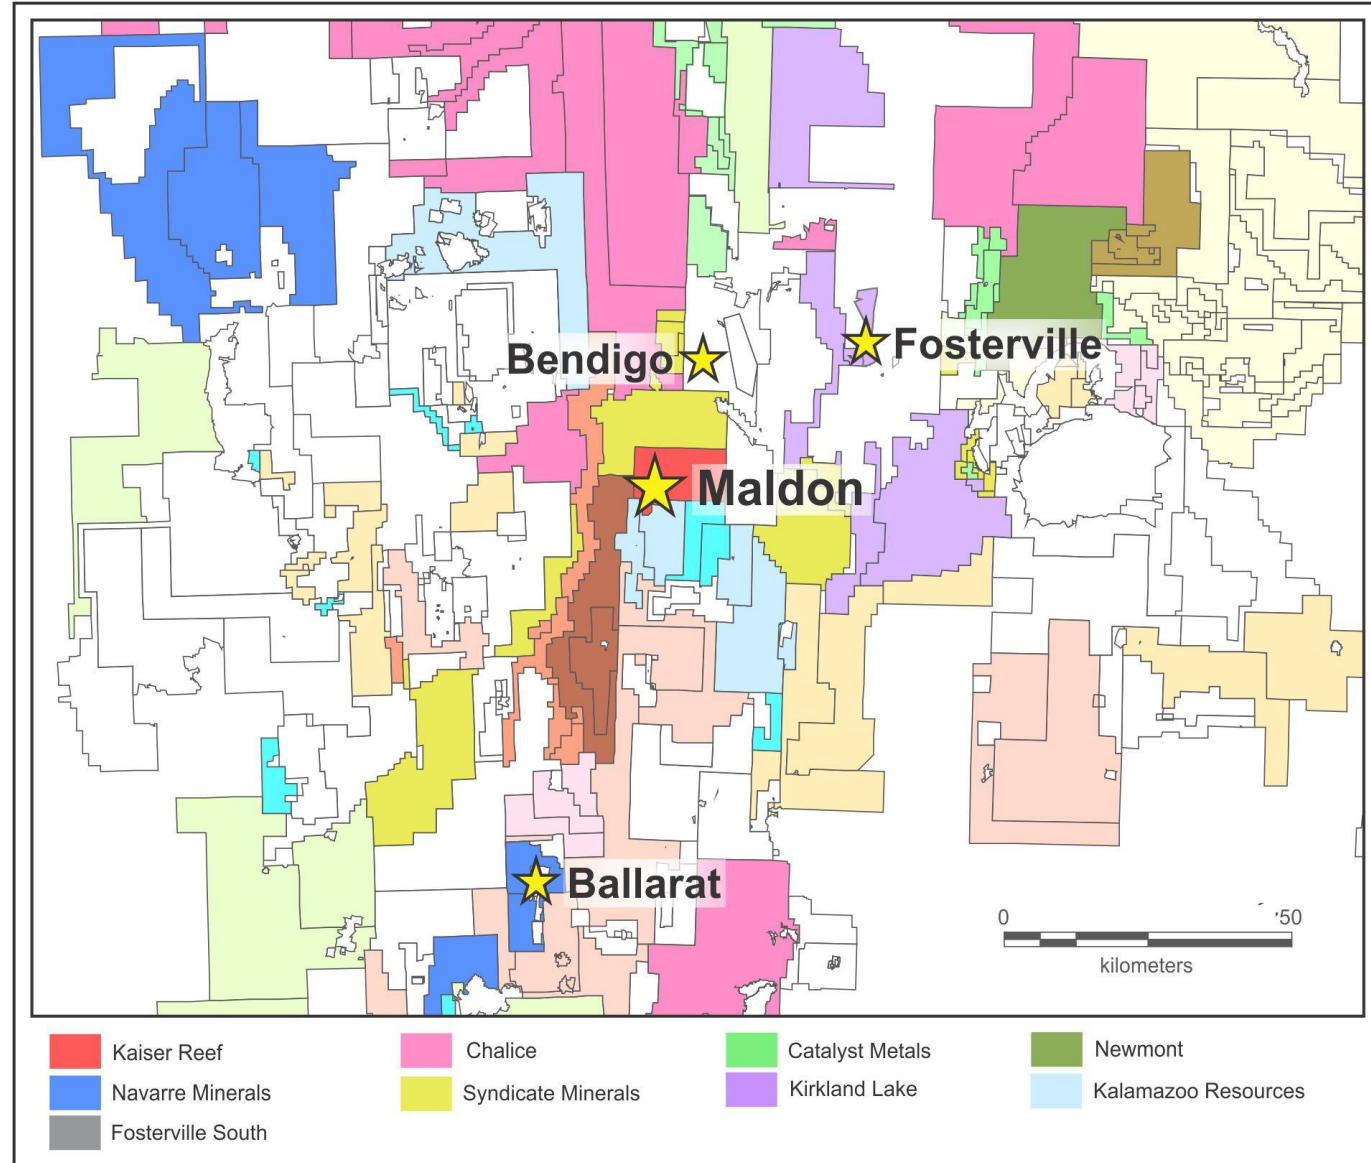 Bendigo
Fosterville
Maldon
Ballarat
0 50
kilometers
Kaiser Reef
Chalice
Catalyst Metals
Newmont
Navarre Minerals
Syndicate Minerals
Kirkland Lake
Kalamazoo Resources
Fosterville South